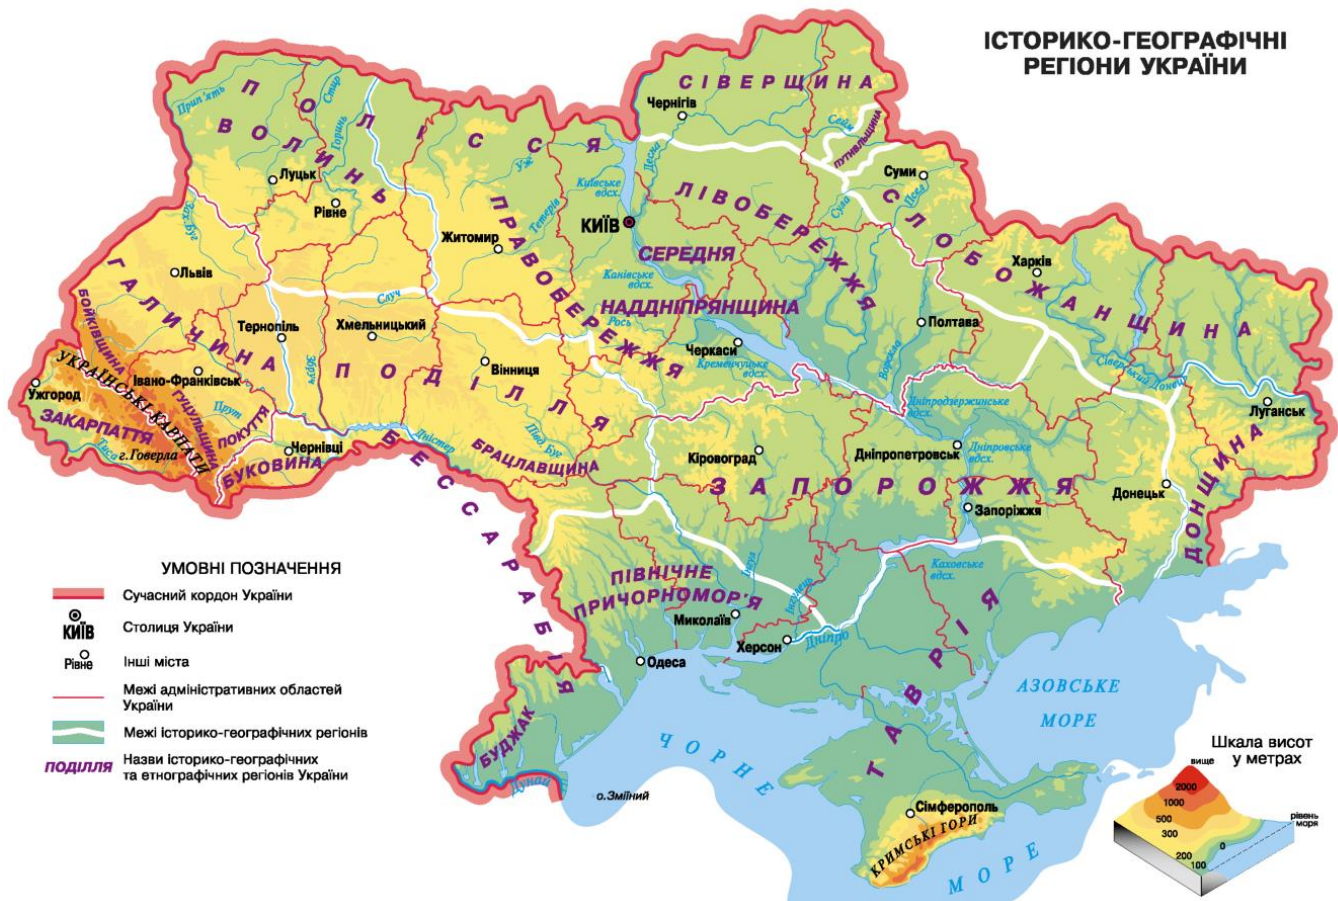 ІСТОРИКО-ГЕОГРАФІЧНІ
РЕГІОНИ УКРАЇНИ
СІВЕРЩИНА
Чернігів
Сейм
ПУТИВЛЬЩИНА
Прип'ять
Стир
Горинь
ПОЛІССЯ
ВОЛИНЬ
Уж
Десна
Київське
вдсх.
Луцьк
Рівне
Суми
Псел
Сула
ЛІВОБЕРЕЖЖЯ
СЛОБОЖАНЩИНА
Зах.Буг
Тетерів
КИЇВ
Житомир
ПРАВОБЕРЕЖЖЯ
СЕРЕДНЯ
НАДДНІПРЯНЩИНА
Канівське
вдсх.
Харків
Львів
ГАЛИЧИНА
БОЙКІВЩИНА
Случ
Рось
Тернопіль
Хмельницький
Збруч
Черкаси
Кременчуцьке
вдсх.
Полтава
Ворскла
Сіверський Донець
Вінниця
ПОДІЛЛЯ
УКРАЇНСЬКІ КАРПАТИ
Івано-Франківськ
Ужгород
ГУЦУЛЬЩИНА
Прут
ПОКУТТЯ
ЗАКАРПАТТЯ
Тиса
г.Говерла
Чернівці
БУКОВИНА
Дністер
Півд.Буг
БРАЦЛАВЩИНА
БЕССАРАБІЯ
Дніпродзержинське
вдсх.
Луганськ
Кіровоград
Дніпропетровськ
Дніпровське
вдсх.
ЗАПОРОЖЖЯ
Донецьк
ДОНЩИНА
Запоріжжя
Каховське
вдсх.
Інгул
Інгулець
ПІВНІЧНЕ
ПРИЧОРНОМОР'Я
Миколаїв
Херсон
Дніпро
Одеса
ТАВРІЯ
БУДЖАК
Дунай
о.Зміїний
АЗОВСЬКЕ
МОРЕ
ЧОРНЕ
МОРЕ
Сімферополь
КРИМСЬКІ ГОРИ
УМОВНІ ПОЗНАЧЕННЯ
Сучасний кордон України
КИЇВ
Столиця України
Рівне
Інші міста
Межі адміністративних областей
України
Межі історико-географічних регіонів
ПОДІЛЛЯ
Назви історико-географічних
та етнографічних регіонів України
Шкала висот
у метрах
вище
2000
1000
500
300
200
100
0
рівень
моря